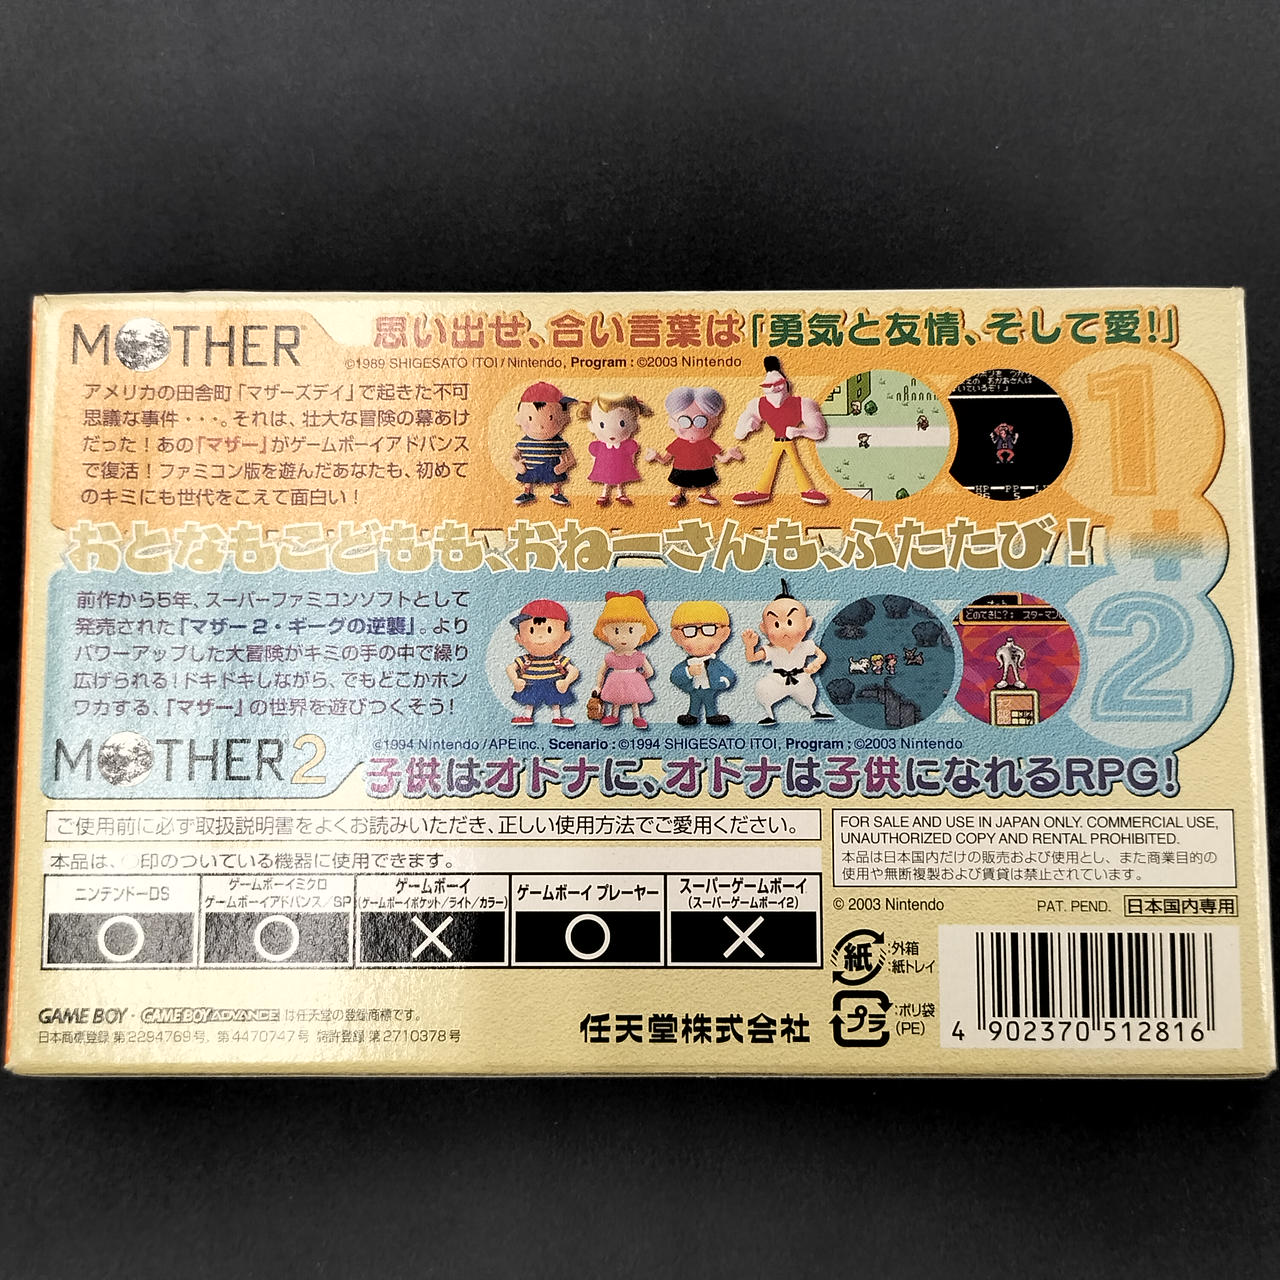 MOTHER
思い出せ、合い言葉は「勇気と友情、そして愛!」
©1989 SHIGESATO ITOI / Nintendo, Program : ©2003 Nintendo
アメリカの田舎町「マザーズデイ」で起きた不可
思議な事件・・・。それは、壮大な冒険の幕あけ
だった!あの「マザー」がゲームボーイアドバンス
で復活!ファミコン版を遊んだあなたも、初めて
のキミにも世代をこえて面白い!
1
+
おとなもこどもも、おねーさんも、ふたたび!
前作から5年、スーパーファミコンソフトとして
発売された「マザー2・ギーグの逆襲」。より
パワーアップした大冒険がキミの手の中で繰り
広げられる!ドキドキしながら、でもどこかホン
ワカする、「マザー」の世界を遊びつくそう!
どのてきに?: スターマン
2
MOTHER2
©1994 Nintendo / APE inc., Scenario : ©1994 SHIGESATO ITOI, Program : ©2003 Nintendo
子供はオトナに、オトナは子供になれるRPG!
ご使用前に必ず取扱説明書をよくお読みいただき、正しい使用方法でご愛用ください。
本品は、○印のついている機器に使用できます。
ニンテンドーDS
○
ゲームボーイミクロ
ゲームボーイアドバンス/SP
○
ゲームボーイ
(ゲームボーイポケット/ライト/カラー)
×
ゲームボーイ プレーヤー
○
スーパーゲームボーイ
(スーパーゲームボーイ2)
×
FOR SALE AND USE IN JAPAN ONLY. COMMERCIAL USE,
UNAUTHORIZED COPY AND RENTAL PROHIBITED.
本品は日本国内だけの販売および使用とし、また商業目的の
使用や無断複製および賃貸は禁止されています。
© 2003 Nintendo
PAT. PEND.
日本国内専用
紙
:外箱
:紙トレイ
プラ
:ポリ袋
(PE)
4 902370 512816
GAME BOY・GAME BOY ADVANCE は任天堂の登録商標です。
日本商標登録 第2294769号、第4470747号 特許登録 第2710378号
任天堂株式会社